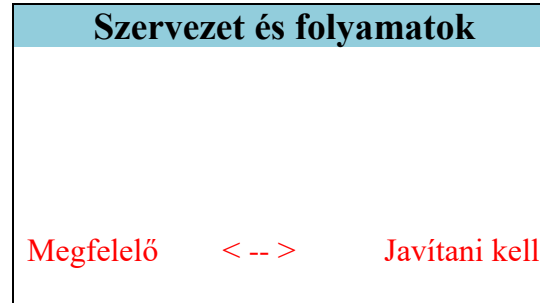 Szervezet és folyamatok
Megfelelő < -- > Javítani kell